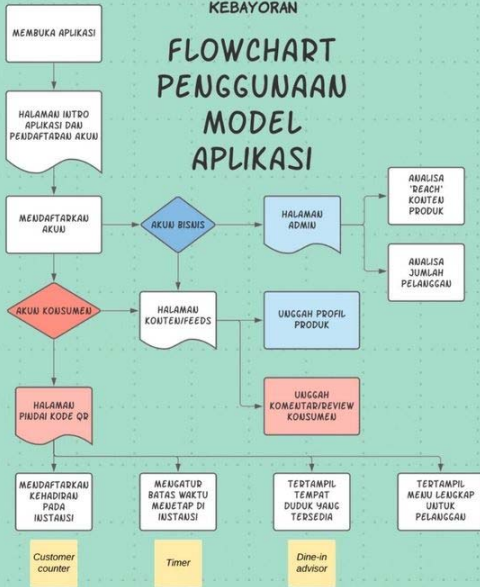 KEBAYORAN
FLOWCHART
PENGGUNAAN
MODEL
APLIKASI
MEMBUKA APLIKASI
HALAMAN INTRO
APLIKASI DAN
PENDAFTARAN AKUN
MENDAFTARKAN
AKUN
AKUN BISNIS
HALAMAN
ADMIN
ANALISA
'REACH'
KONTEN
PRODUK
ANALISA
JUMLAH
PELANGGAN
AKUN KONSUMEN
HALAMAN
KONTEN/FEEDS
UNGGAH PROFIL
PRODUK
UNGGAH
KOMENTAR/REVIEW
KONSUMEN
HALAMAN
PINDAI KODE QR
MENDAFTARKAN
KEHADIRAN
PADA
INSTANSI
MENGATUR
BATAS WAKTU
MENETAP DI
INSTANSI
TERTAMPIL
TEMPAT
DUDUK YANG
TERSEDIA
TERTAMPIL
MENU LENGKAP
UNTUK
PELANGGAN
Customer
counter
Timer
Dine-in
advisor